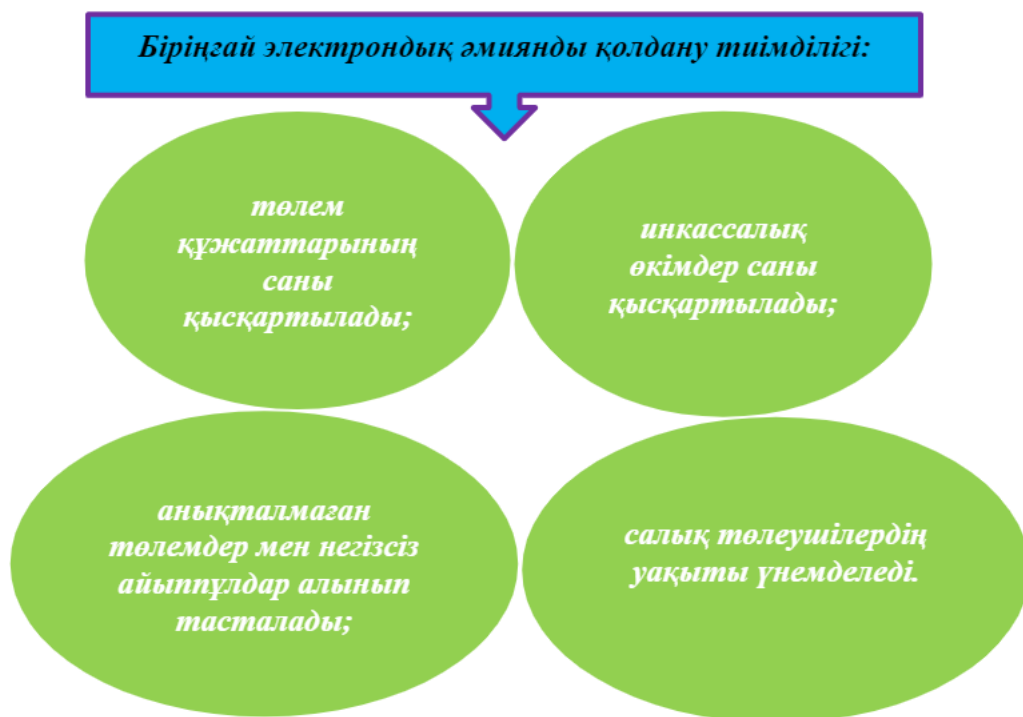 Біріңғай электрондық әмиянды қолдану тиімділігі:
төлем
құжаттарының
саны
қысқартылады;
инкассалық
өкімдер саны
қысқартылады;
анықталмаған
төлемдер мен негізсіз
айыппұлдар алынып
тасталады;
салық төлеушілердің
уақыты үнемделеді.